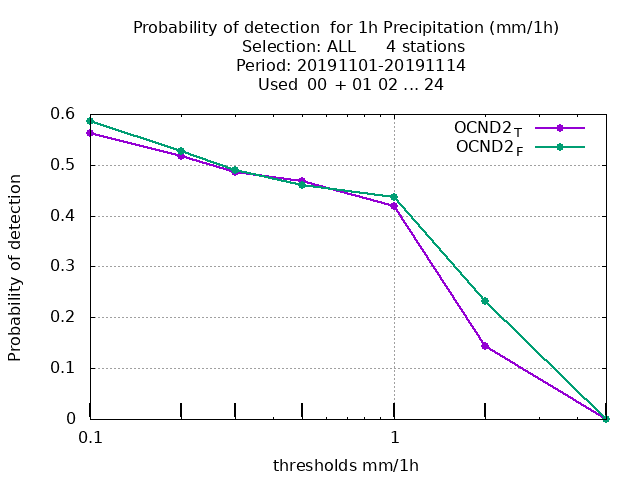 Probability of detection  for 1h Precipitation (mm/1h)
Selection: ALL      4 stations
Period: 20191101-20191114
Used  00  + 01 02 ... 24
OCND2_T
OCND2_F
0.6
0.5
0.4
0.3
0.2
0.1
0
Probability of detection
0.1
1
thresholds mm/1h